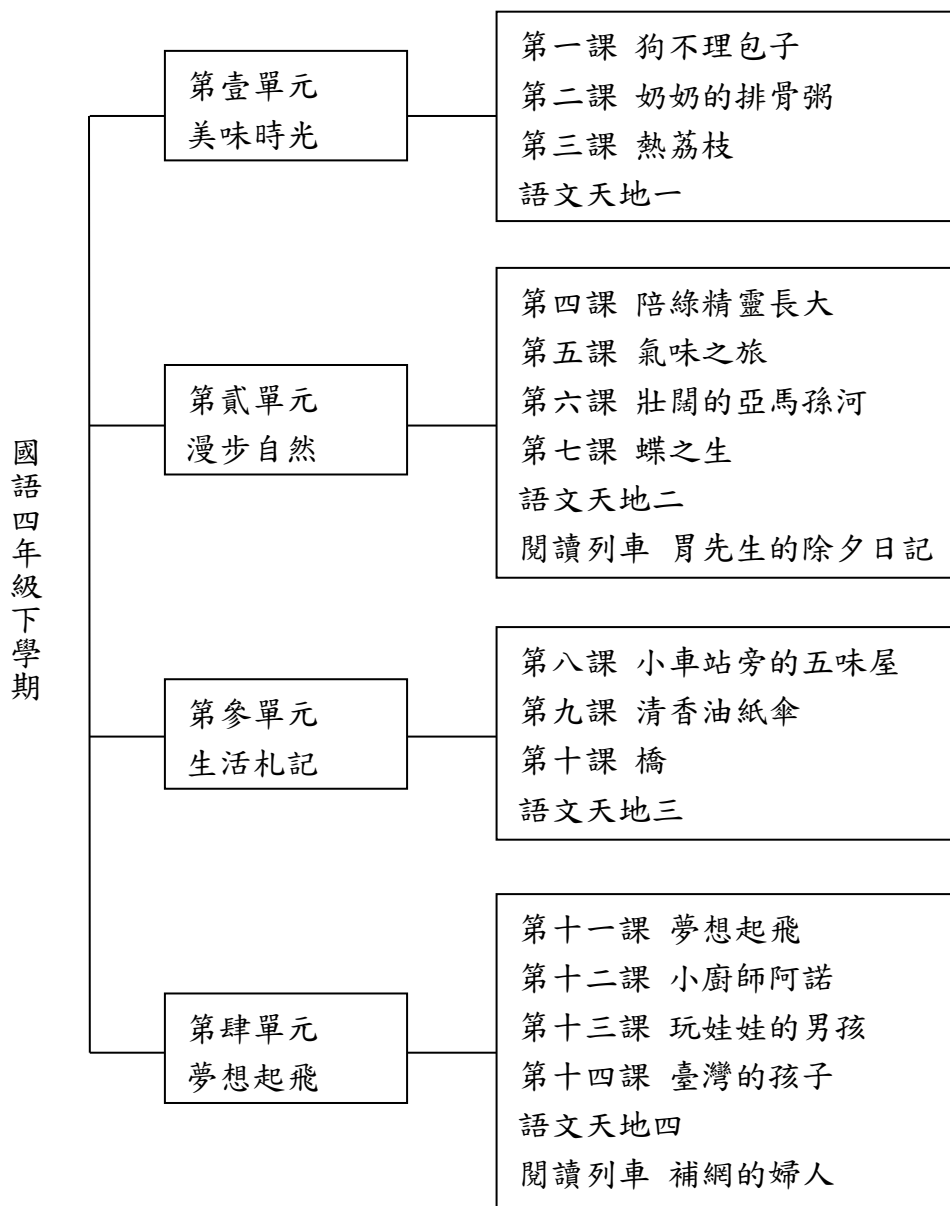 國語四年級下學期
第壹單元
美味時光
第一課 狗不理包子
第二課 奶奶的排骨粥
第三課 熱荔枝
語文天地一
第貳單元
漫步自然
第四課 陪綠精靈長大
第五課 氣味之旅
第六課 壯闊的亞馬孫河
第七課 蝶之生
語文天地二
閱讀列車 胃先生的除夕日記
第參單元
生活札記
第八課 小車站旁的五味屋
第九課 清香油紙傘
第十課 橋
語文天地三
第肆單元
夢想起飛
第十一課 夢想起飛
第十二課 小廚師阿諾
第十三課 玩娃娃的男孩
第十四課 臺灣的孩子
語文天地四
閱讀列車 補網的婦人